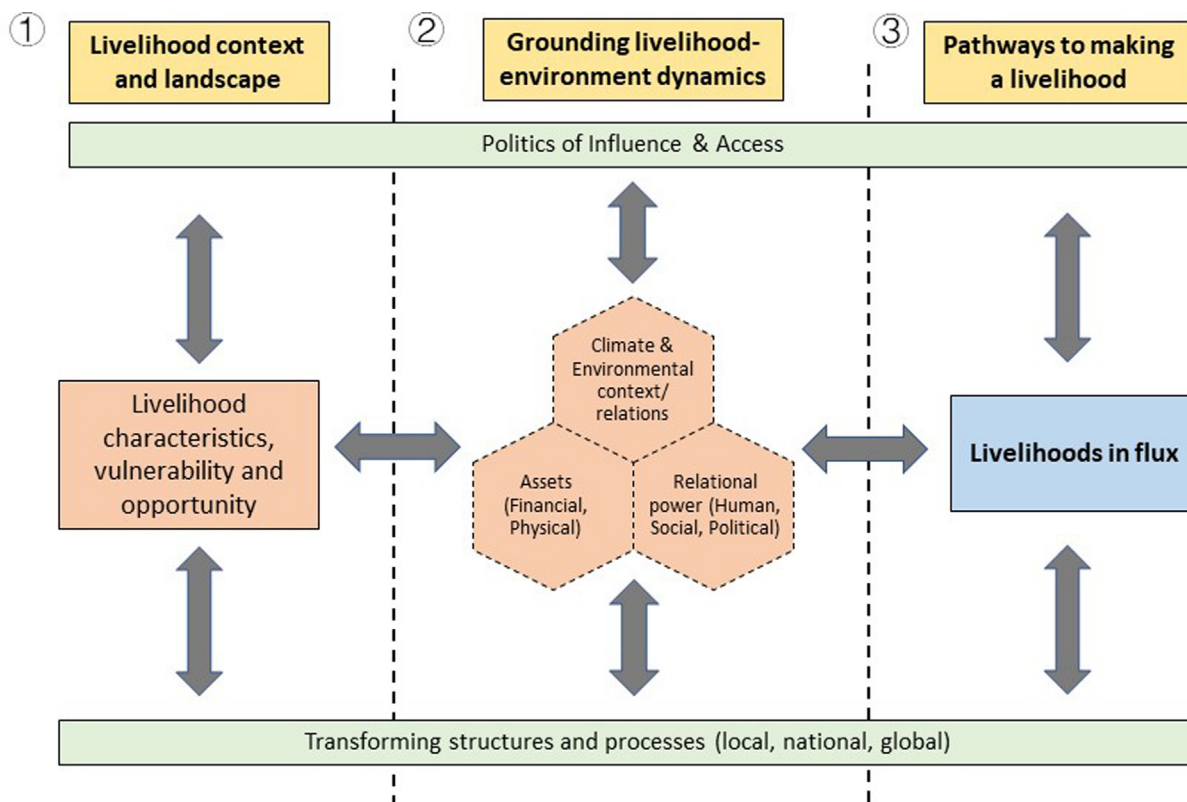 ①
Livelihood context
and landscape
②
Grounding livelihood-
environment dynamics
③
Pathways to making
a livelihood
Politics of Influence & Access
Livelihood
characteristics,
vulnerability and
opportunity
Climate &
Environmental
context/
relations
Assets
(Financial,
Physical)
Relational
power (Human,
Social, Political)
Livelihoods in flux
Transforming structures and processes (local, national, global)